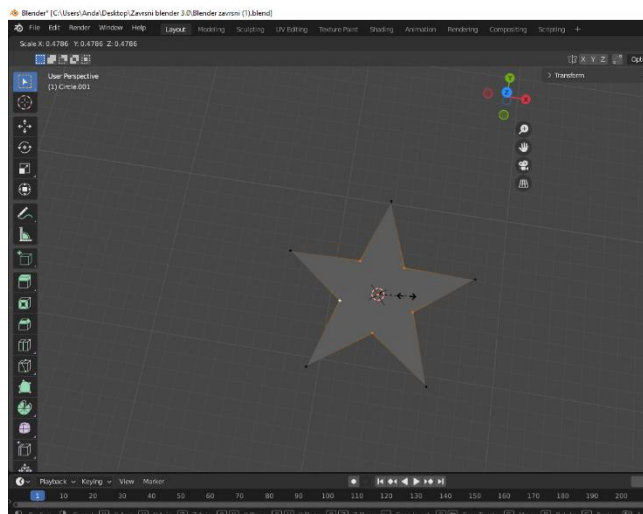 Blender* [C:\Users\Anda\Desktop\Zavrsni blender 3.0\Blender zavrsni (1).blend]
File Edit Render Window Help Layout Modeling Sculpting UV Editing Texture Paint Shading Animation Rendering Compositing Scripting +
Scale X: 0.4786 Y: 0.4786 Z: 0.4786
X Y Z Opti
User Perspective
(1) Circle.001
> Transform
Y
Z
X
Playback Keying View Marker
1 10 20 30 40 50 60 70 80 90 100 110 120 130 140 150 160 170 180 190 200